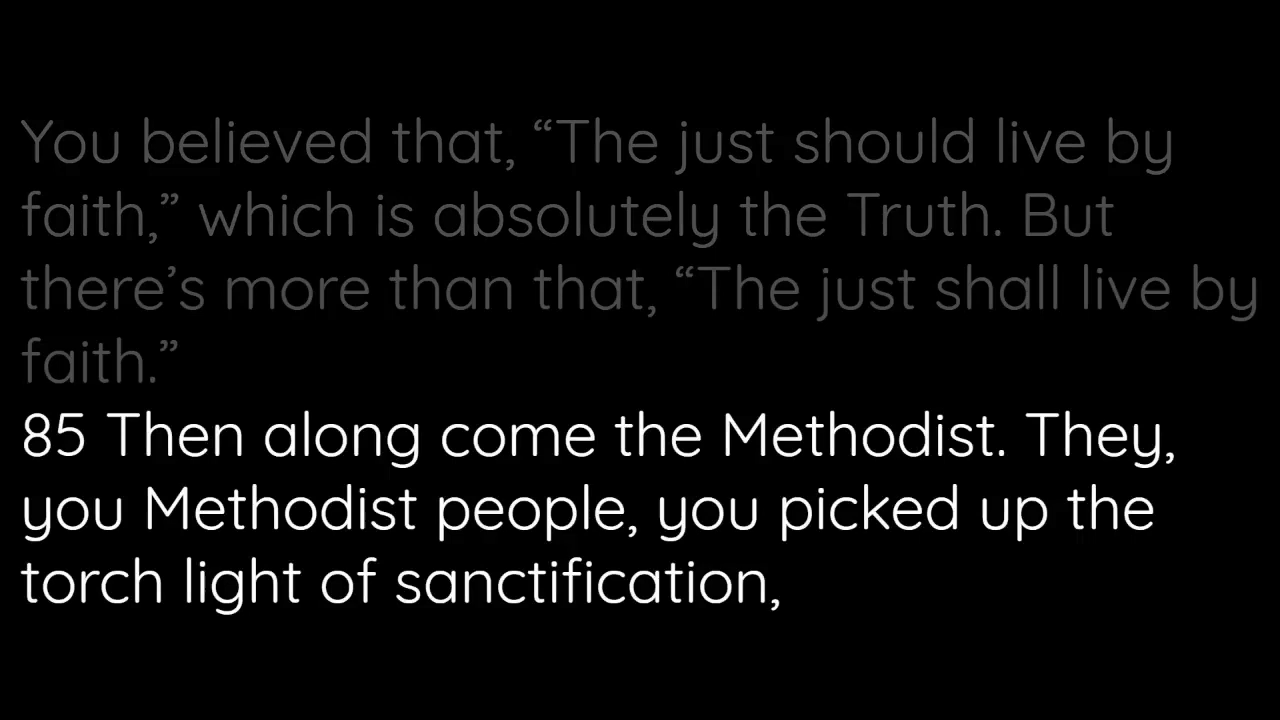 You believed that, “The just should live by
faith,” which is absolutely the Truth. But
there’s more than that, “The just shall live by
faith.”
85 Then along come the Methodist. They,
you Methodist people, you picked up the
torch light of sanctification,